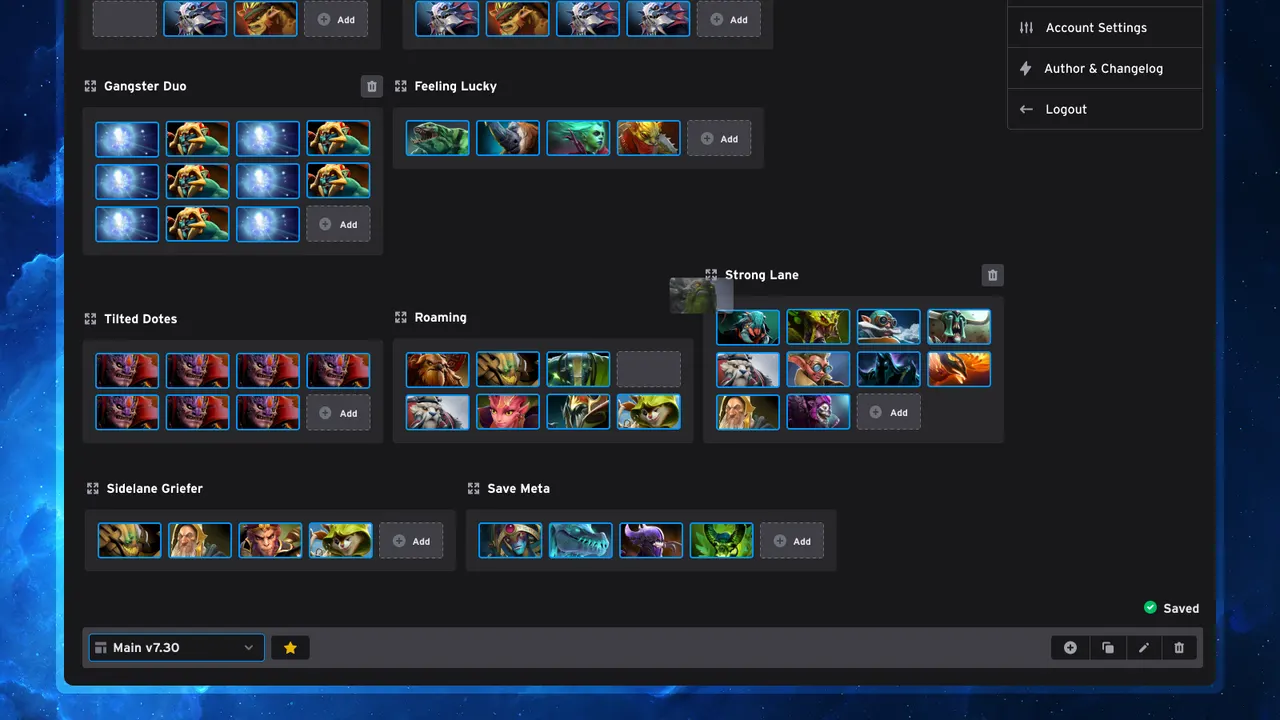 Add
Add
Account Settings
Author & Changelog
Logout
Gangster Duo
Feeling Lucky
Add
Add
Strong Lane
Tilted Dotes
Roaming
Add
Add
Sidelane Griefer
Save Meta
Add
Add
Saved
Main v7.30